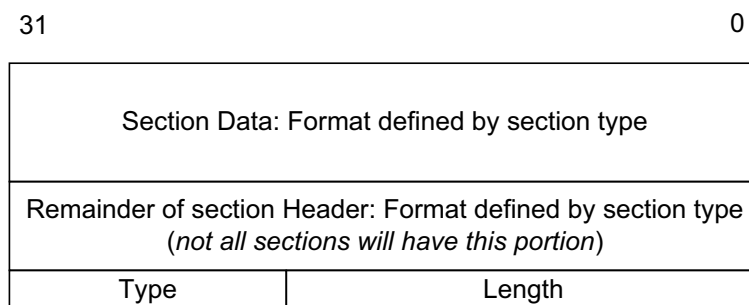 31 0
Section Data: Format defined by section type
Remainder of section Header: Format defined by section type
(not all sections will have this portion)
Type Length